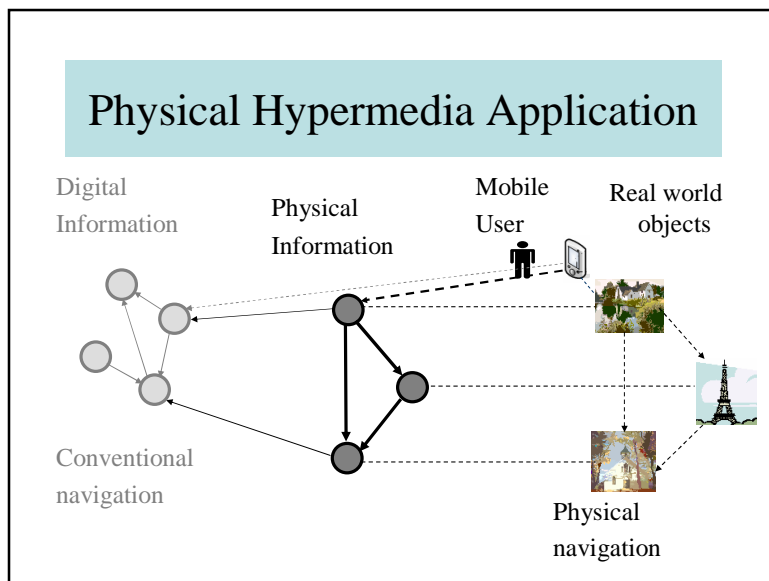 Physical Hypermedia Application
Digital
Information
Physical
Information
Mobile
User
Real world
objects
Conventional
navigation
Physical
navigation